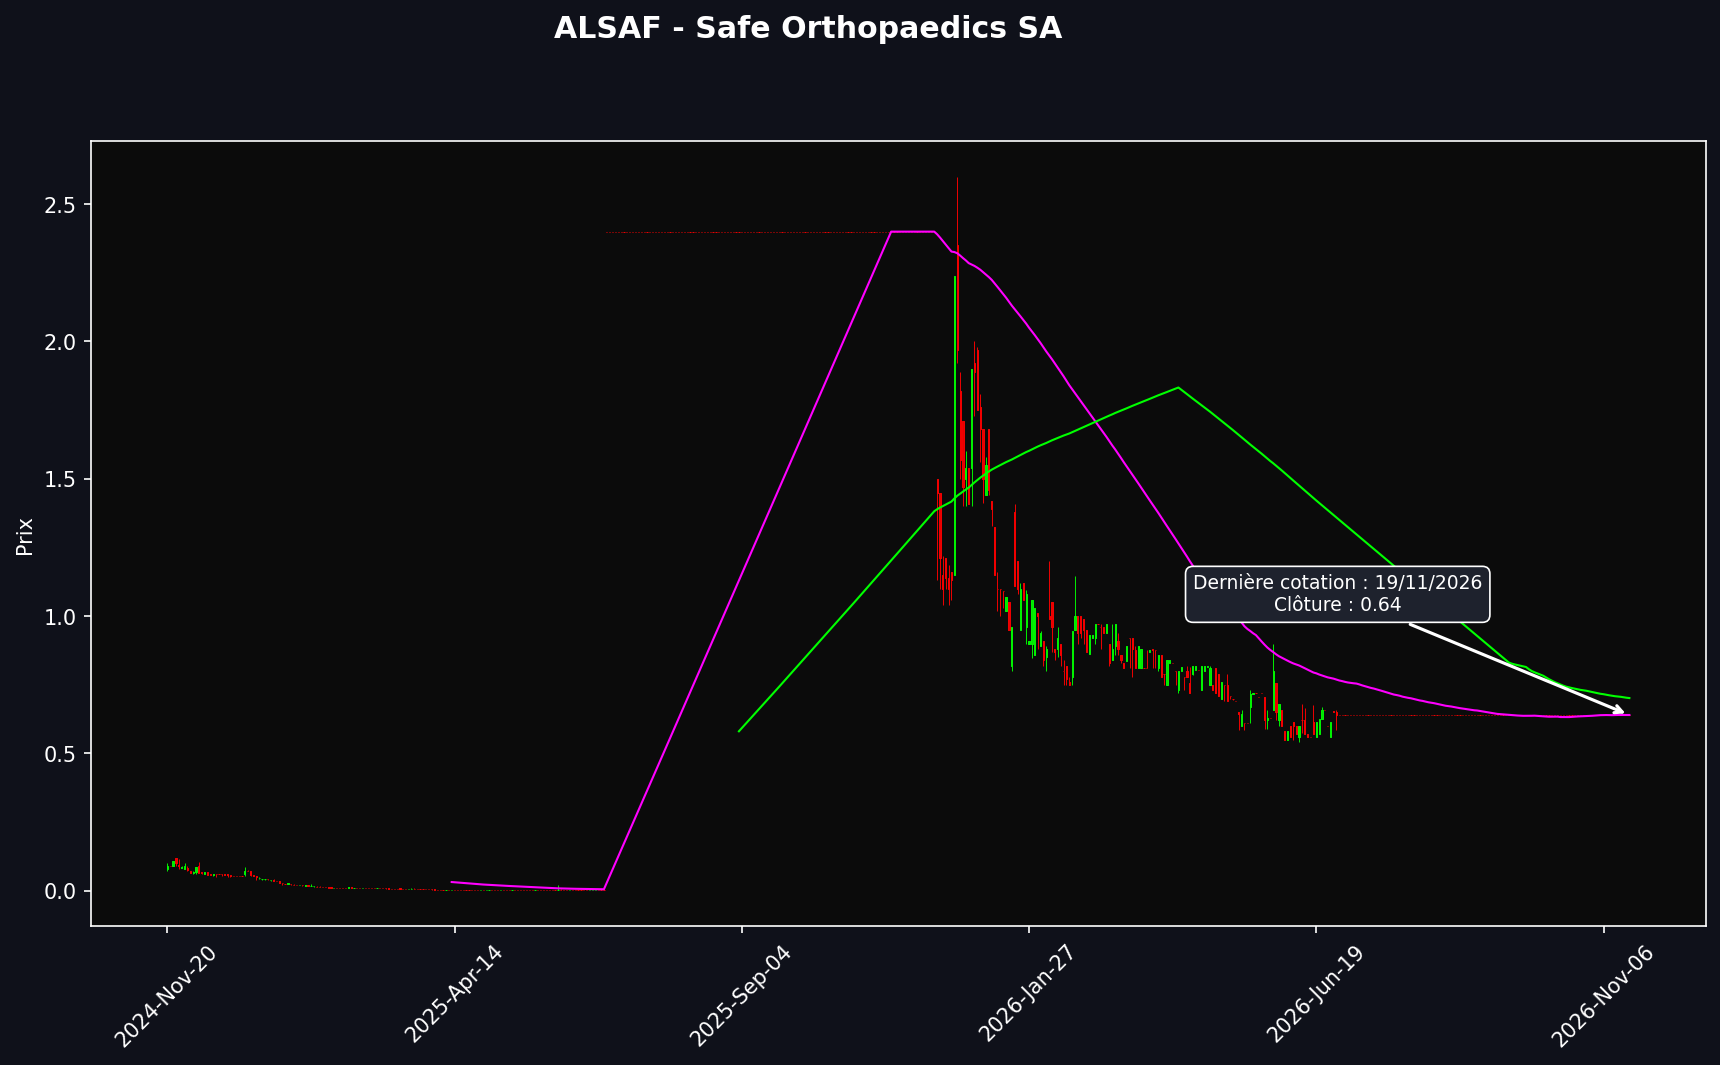 ALSAF - Safe Orthopaedics SA
2.5
2.0
1.5
1.0
0.5
0.0
Prix
Dernière cotation : 19/11/2026
Clôture : 0.64
2024-Nov-20
2025-Apr-14
2025-Sep-04
2026-Jan-27
2026-Jun-19
2026-Nov-06